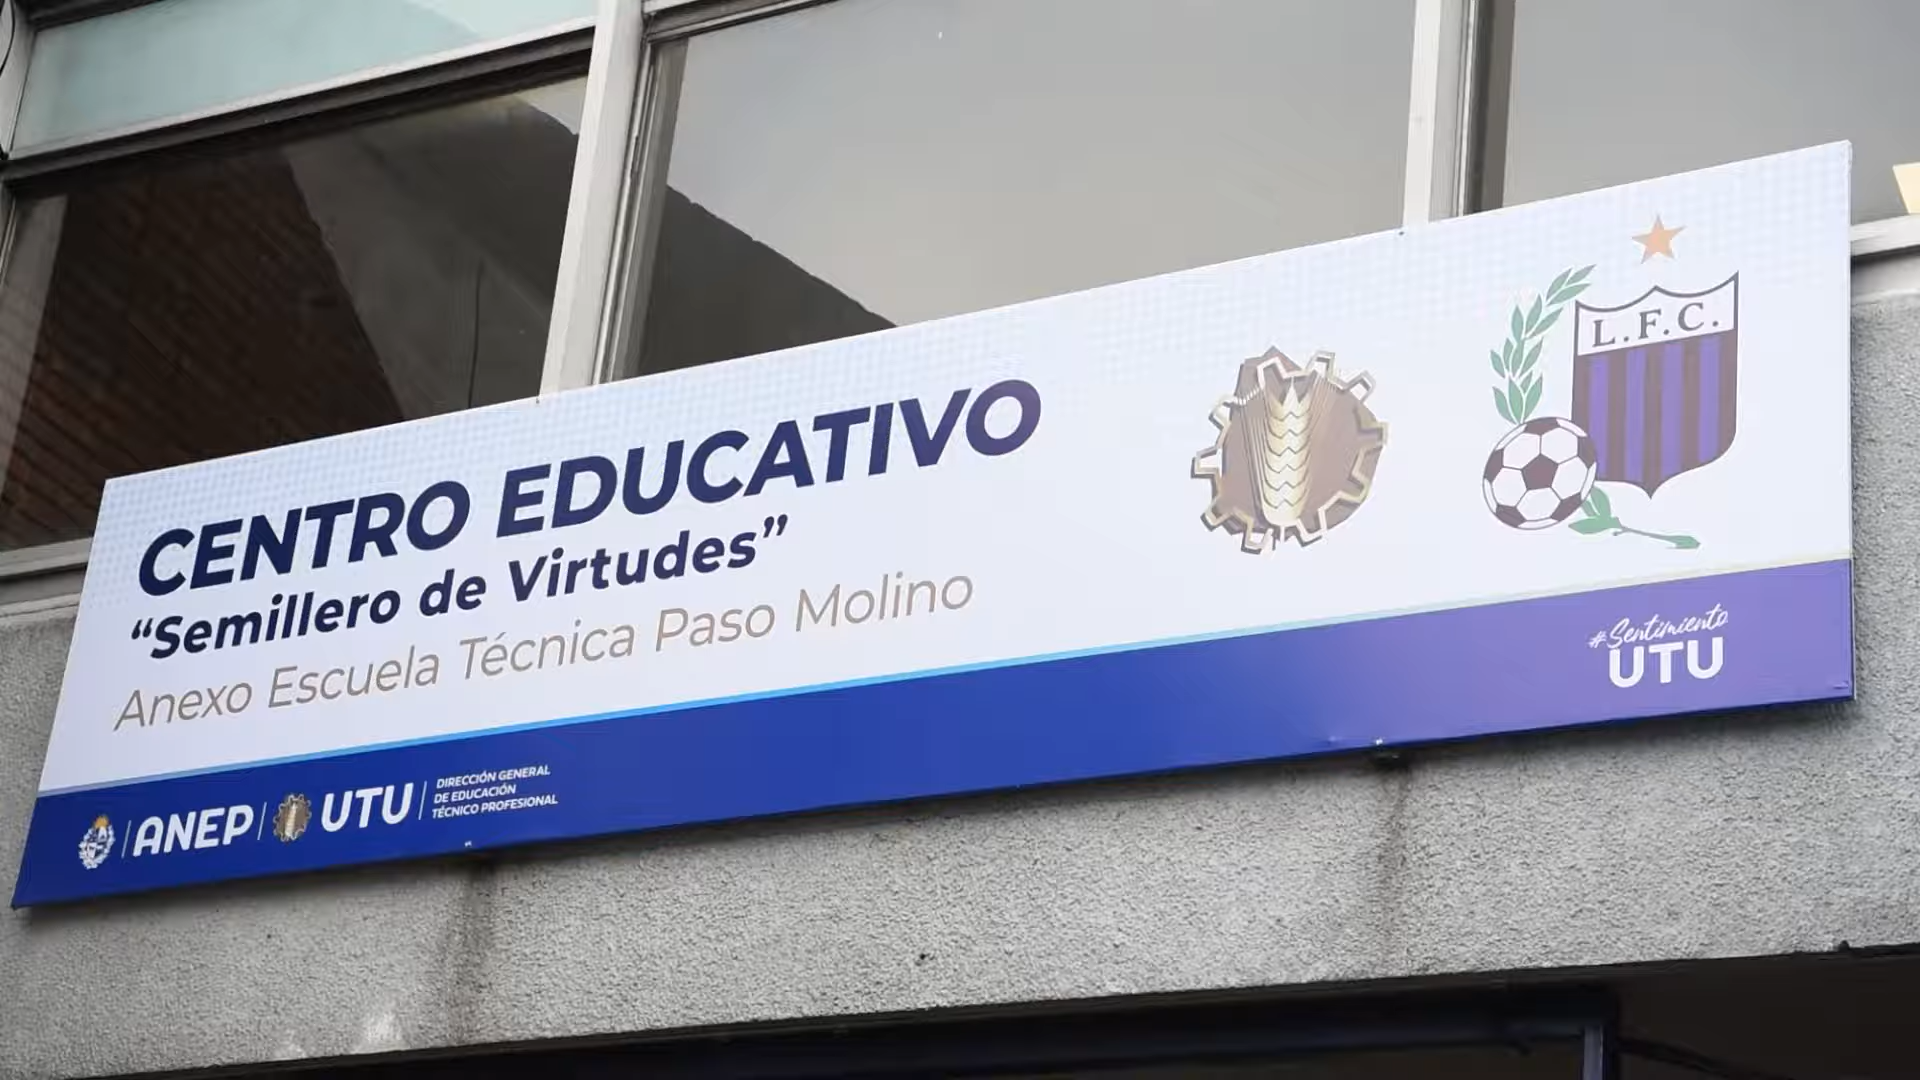 CENTRO EDUCATIVO
“Semillero de Virtudes”
Anexo Escuela Técnica Paso Molino
L.F.C.
#Sentimiento
UTU
ANEP
UTU
DIRECCIÓN GENERAL
DE EDUCACIÓN
TÉCNICO PROFESIONAL